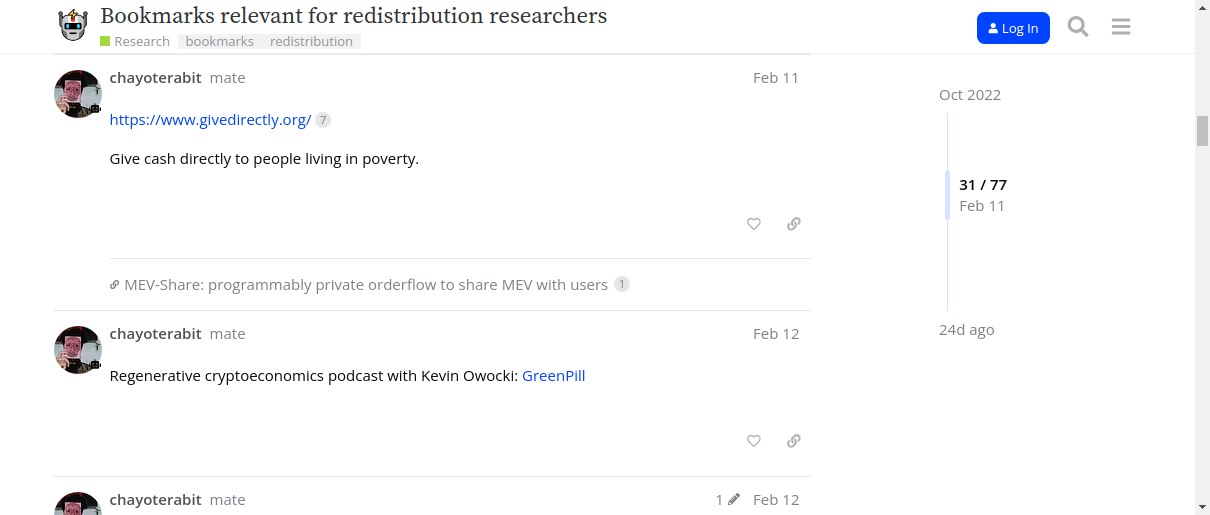 Bookmarks relevant for redistribution researchers
Research bookmarks redistribution
Log In
chayoterabit mate Feb 11
https://www.givedirectly.org/ 7
Give cash directly to people living in poverty.
MEV-Share: programmably private orderflow to share MEV with users 1
chayoterabit mate Feb 12
Regenerative cryptoeconomics podcast with Kevin Owocki: GreenPill
chayoterabit mate 1 Feb 12
Oct 2022
31 / 77
Feb 11
24d ago